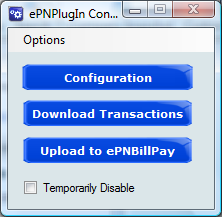 ePNPlugIn Con...
Options
Configuration
Download Transactions
Upload to ePNBillPay
Temporarily Disable